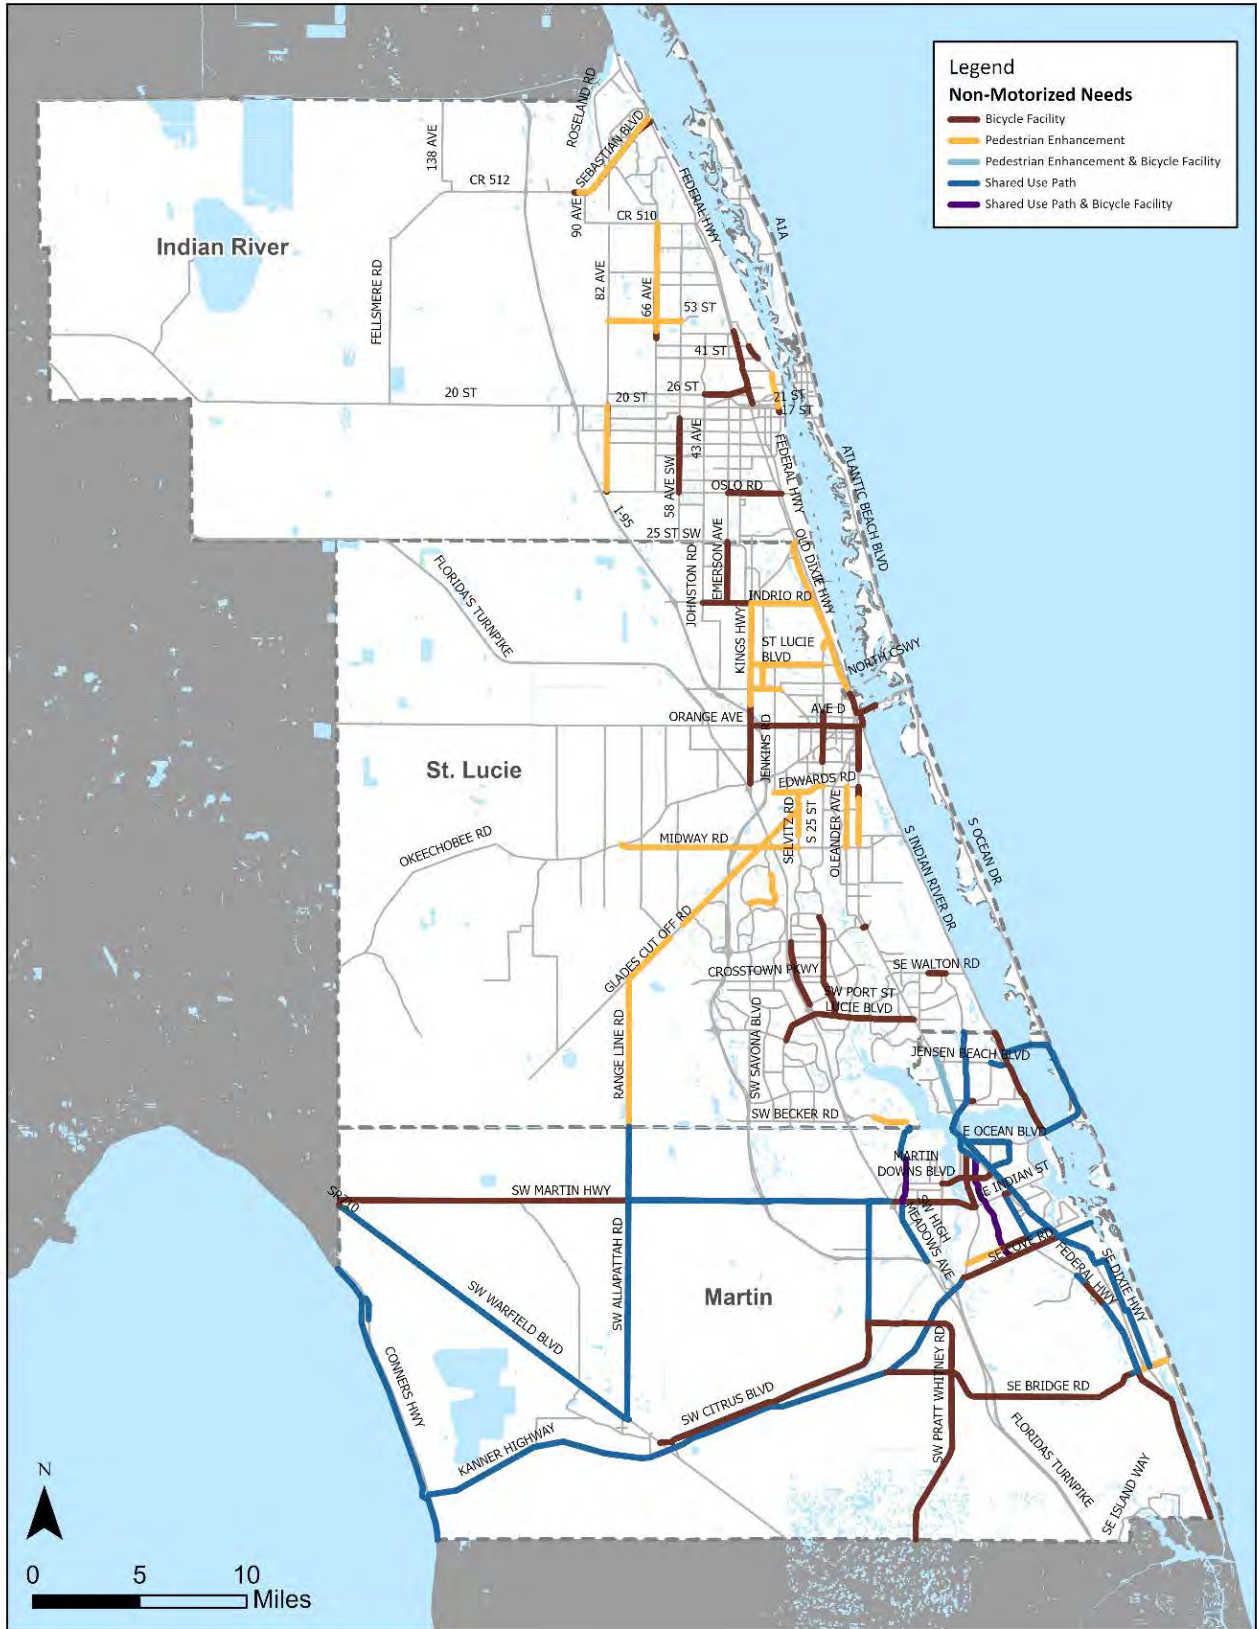 Legend
Non-Motorized Needs
Bicycle Facility
Pedestrian Enhancement
Pedestrian Enhancement & Bicycle Facility
Shared Use Path
Shared Use Path & Bicycle Facility
ROSELAND RD
138 AVE
SEBASTIAN BLVD
CR 512
FEDERAL HWY
90 AVE
CR 510
A1A
Indian River
82 AVE
66 AVE
FELLSMERE RD
53 ST
41 ST
26 ST
20 ST
20 ST
21 ST
17 ST
43 AVE
FEDERAL HWY
ATLANTIC BEACH BLVD
58 AVE SW
OSLO RD
I-95
25 ST SW
EMERSON AVE
OLD DIXIE HWY
JOHNSTON RD
FLORIDA'S TURNPIKE
INDRIO RD
KINGS HWY
ST LUCIE
BLVD
NORTH CSWY
ORANGE AVE
AVE D
JENKINS RD
St. Lucie
EDWARDS RD
SELVITZ RD
S 25 ST
OLEANDER AVE
MIDWAY RD
OKEECHOBEE RD
S OCEAN DR
S INDIAN RIVER DR
GLADES CUT OFF RD
CROSSTOWN PKWY
SE WALTON RD
SW PORT ST
LUCIE BLVD
SW SAVONA BLVD
RANGE LINE RD
JENSEN BEACH BLVD
SW BECKER RD
E OCEAN BLVD
MARTIN
DOWNS BLVD
SE INDIAN ST
SW MARTIN HWY
SR 710
SW HIGH
MEADOWS AVE
SW ALLAPATTAH RD
SE COVE RD
FEDERAL HWY
SE DIXIE HWY
Martin
SW WARFIELD BLVD
CONNERS HWY
SW PRATT WHITNEY RD
SE BRIDGE RD
SW CITRUS BLVD
KANNER HIGHWAY
FLORIDAS TURNPIKE
SE ISLAND WAY
N
0 5 10
Miles